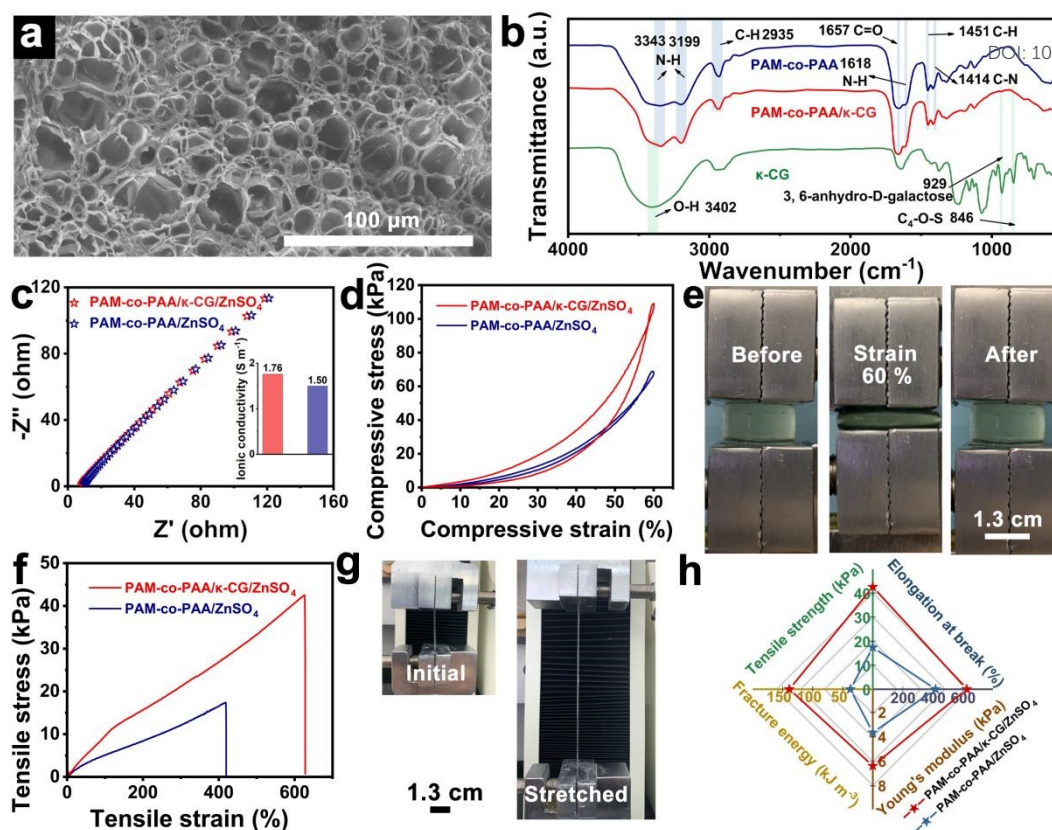 a
100 µm
b
Transmittance (a.u.)
3343 3199
N-H
C-H 2935
1657 C=O
1451 C-H
DOI: 10
PAM-co-PAA
1618
N-H
1414 C-N
PAM-co-PAA/κ-CG
κ-CG
929
3, 6-anhydro-D-galactose
O-H 3402
C4-O-S 846
4000 3000 2000 1000
Wavenumber (cm-1)
c
-Z'' (ohm)
120
80
40
0
PAM-co-PAA/κ-CG/ZnSO4
PAM-co-PAA/ZnSO4
Ionic conductivity (S m-1)
2
1
0
1.76
1.50
0 40 80 120 160
Z' (ohm)
d
Compressive stress (kPa)
120
100
80
60
40
20
0
PAM-co-PAA/κ-CG/ZnSO4
PAM-co-PAA/ZnSO4
0 10 20 30 40 50 60
Compressive strain (%)
e
Before
Strain
60 %
After
1.3 cm
f
Tensile stress (kPa)
50
40
30
20
10
0
PAM-co-PAA/κ-CG/ZnSO4
PAM-co-PAA/ZnSO4
0 200 400 600
Tensile strain (%)
g
Initial
Stretched
1.3 cm
h
Tensile strength (kPa)
Elongation at break (%)
Fracture energy (kJ m-3)
Young's modulus (kPa)
40
20
0
150 100 50
200 400 600
2
4
6
8
PAM-co-PAA/κ-CG/ZnSO4
PAM-co-PAA/ZnSO4